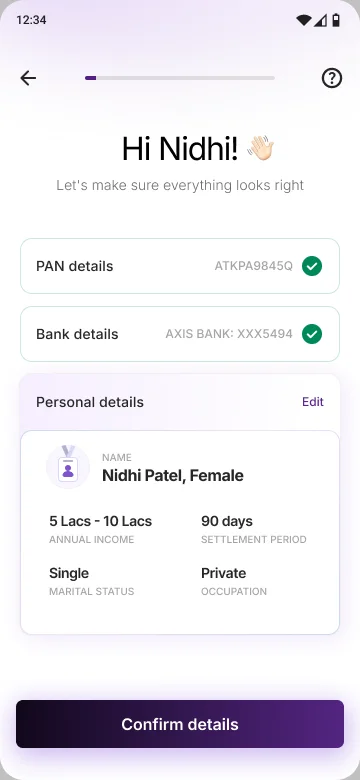 12:34
Hi Nidhi! 👋🏻
Let's make sure everything looks right
PAN details ATKPA9845Q
Bank details AXIS BANK: XXX5494
Personal details Edit
NAME
Nidhi Patel, Female
5 Lacs - 10 Lacs 90 days
ANNUAL INCOME SETTLEMENT PERIOD
Single Private
MARITAL STATUS OCCUPATION
Confirm details